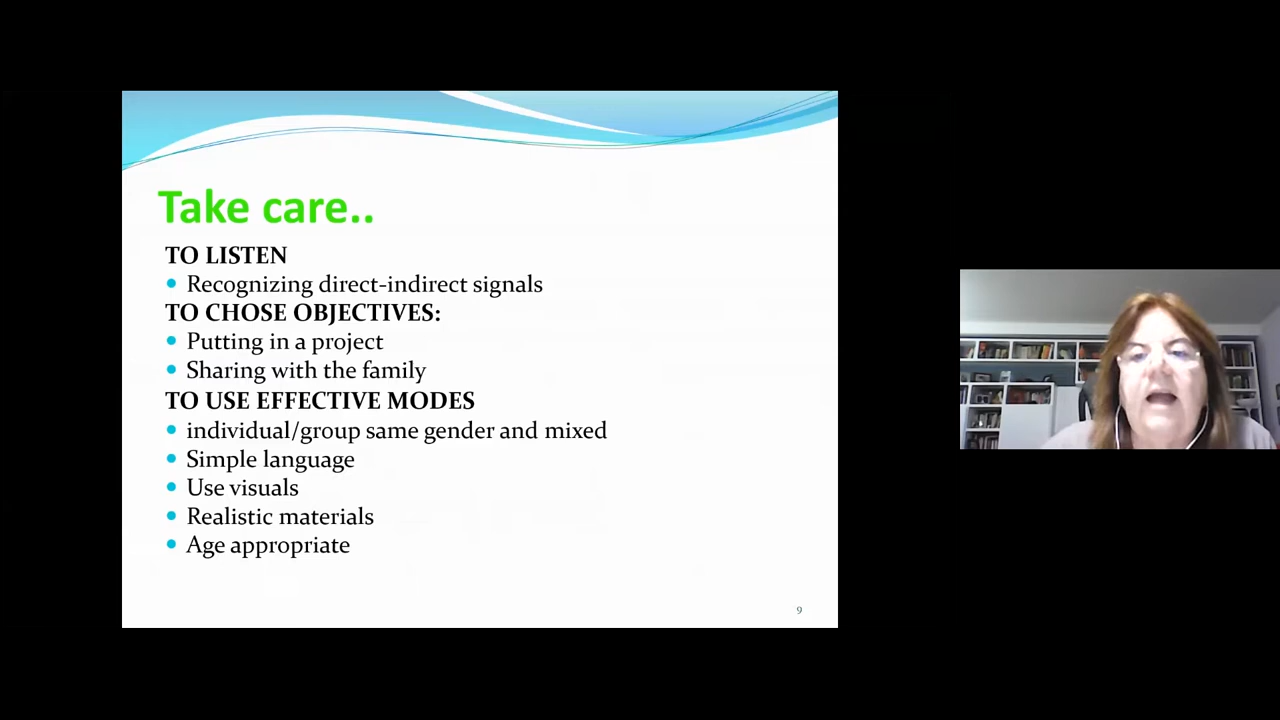 Take care..
TO LISTEN
Recognizing direct-indirect signals
TO CHOSE OBJECTIVES:
Putting in a project
Sharing with the family
TO USE EFFECTIVE MODES
individual/group same gender and mixed
Simple language
Use visuals
Realistic materials
Age appropriate
9